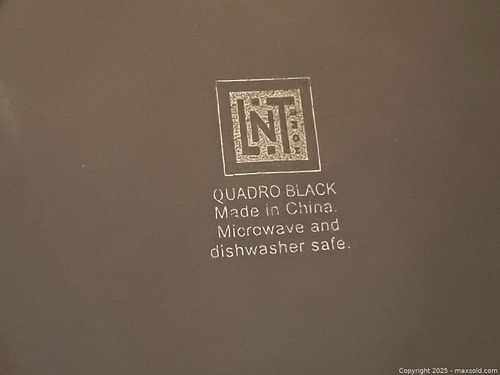 LNT
QUADRO BLACK
Made in China.
Microwave and
dishwasher safe.
Copyright 2025 - maxsold.com